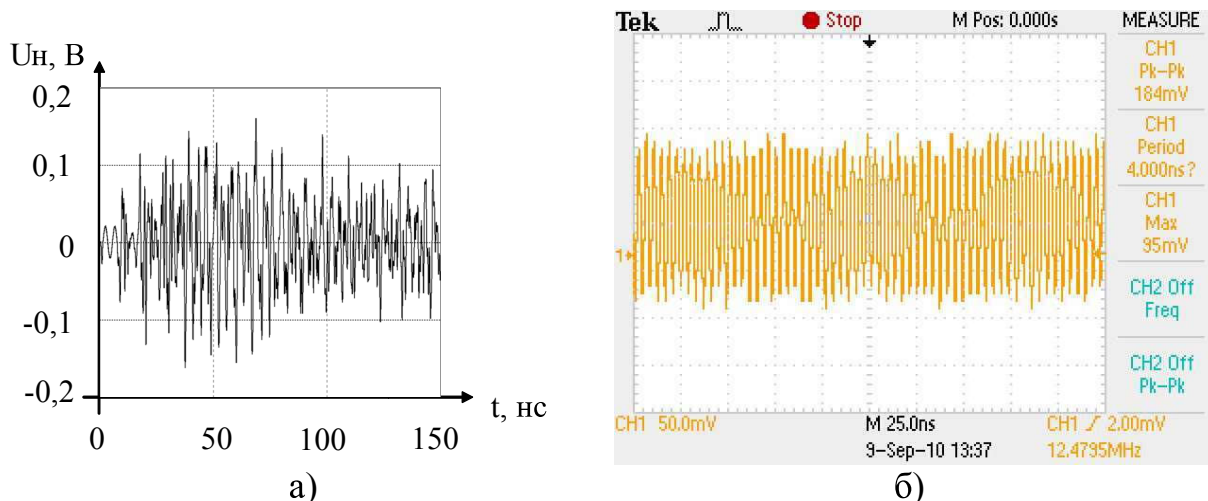 Uн, В
0,2
0,1
0
-0,1
-0,2
0 50 100 150
t, нс
а)
Tek Stop M Pos: 0.000s MEASURE
CH1
Pk-Pk
184mV
CH1
Period
4.000ns?
CH1
Max
95mV
CH2 Off
Freq
CH2 Off
Pk-Pk
1
CH1 50.0mV M 25.0ns CH1 2.00mV
9-Sep-10 13:37 12.4795MHz
б)